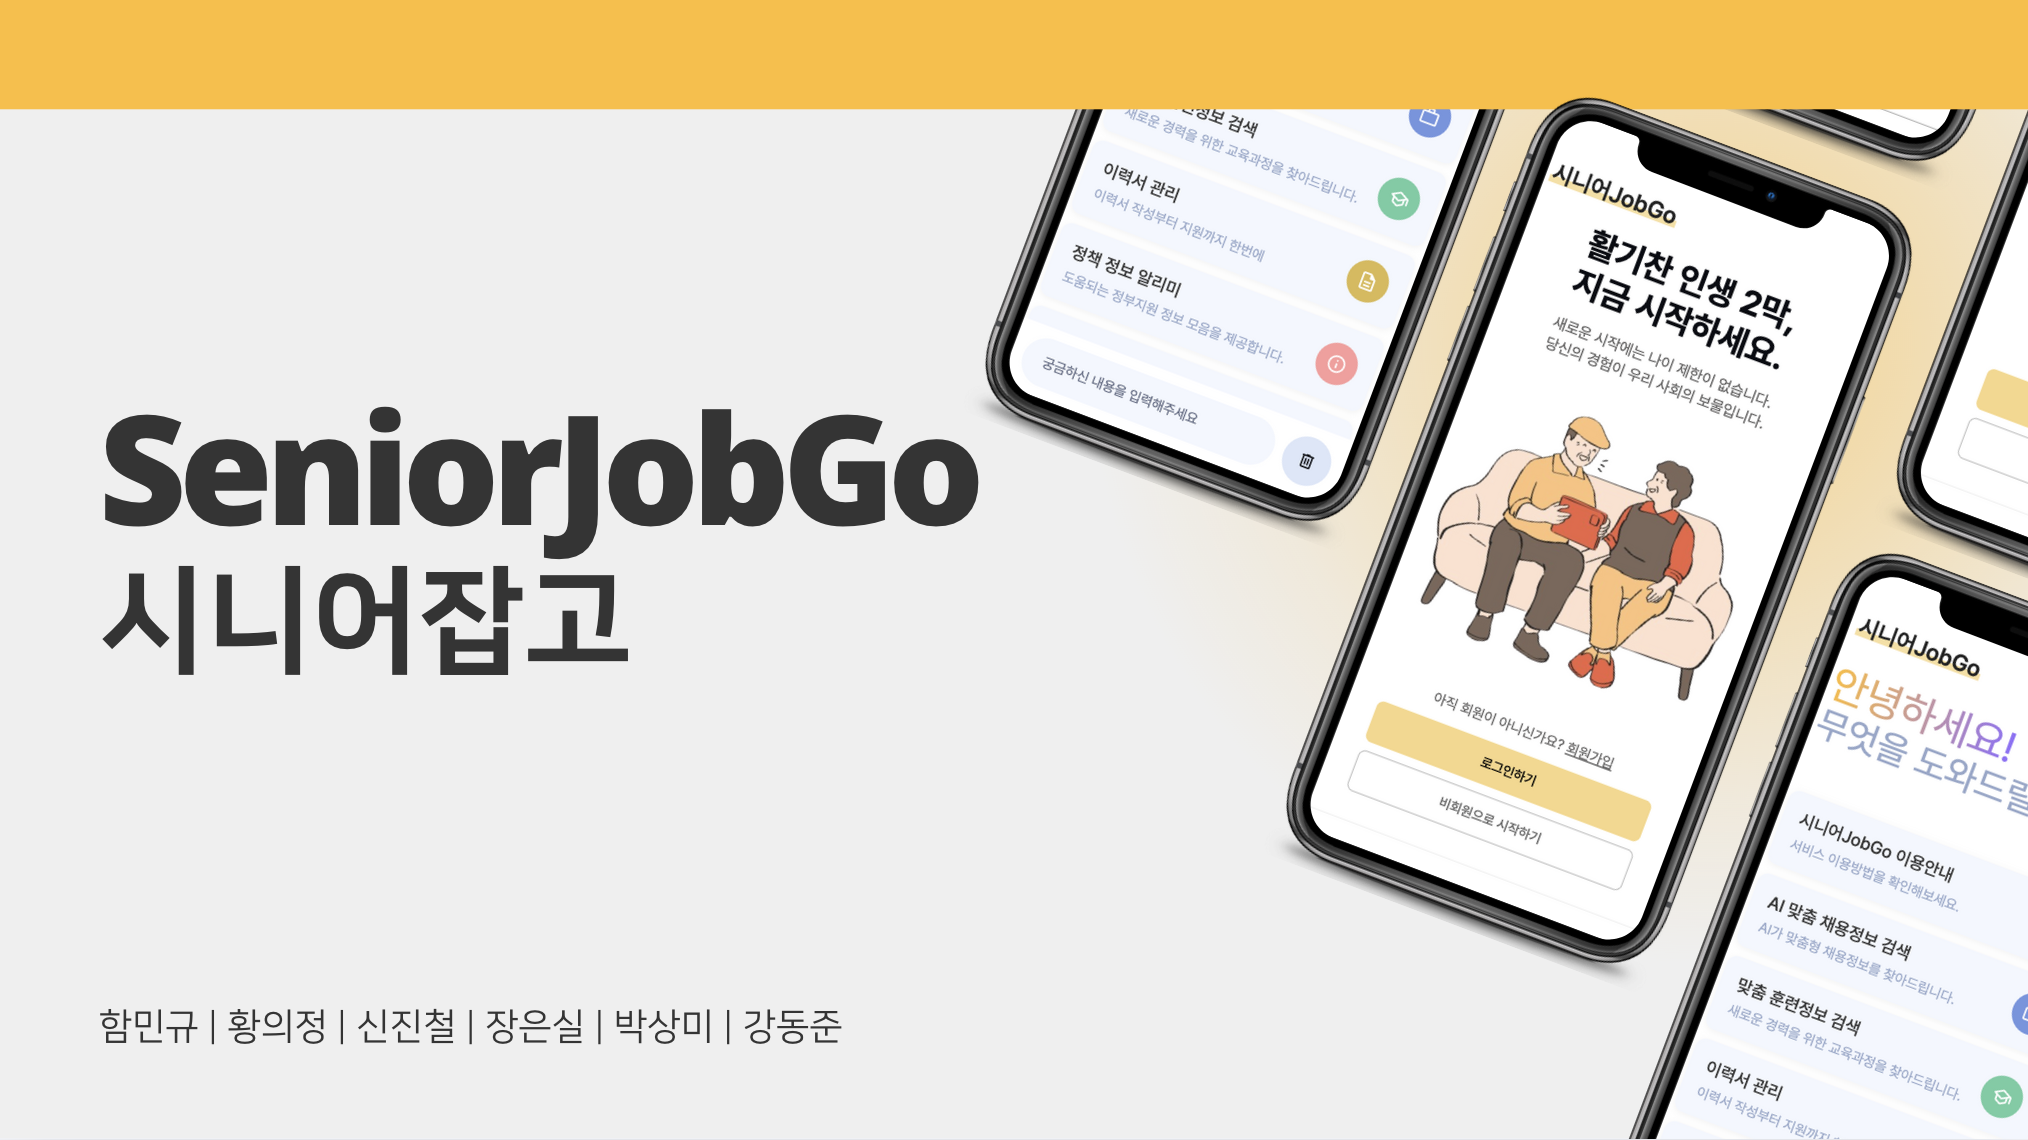 SeniorJobGo
시니어잡고
함민규 | 황의정 | 신진철 | 장은실 | 박상미 | 강동준
정보 검색
새로운 경력을 위한 교육과정을 찾아드립니다.
이력서 관리
이력서 작성부터 지원까지 한번에
정책 정보 알리미
도움되는 정부지원 정보 모음을 제공합니다.
궁금하신 내용을 입력해주세요
시니어JobGo
활기찬 인생 2막,
지금 시작하세요.
새로운 시작에는 나이 제한이 없습니다.
당신의 경험이 우리 사회의 보물입니다.
아직 회원이 아니신가요? 회원가입
로그인하기
비회원으로 시작하기
시니어JobGo
안녕하세요!
무엇을 도와드릴
시니어JobGo 이용안내
서비스 이용방법을 확인해보세요.
AI 맞춤 채용정보 검색
AI가 맞춤형 채용정보를 찾아드립니다.
맞춤 훈련정보 검색
새로운 경력을 위한 교육과정을 찾아드립니다.
이력서 관리
이력서 작성부터 지원까지